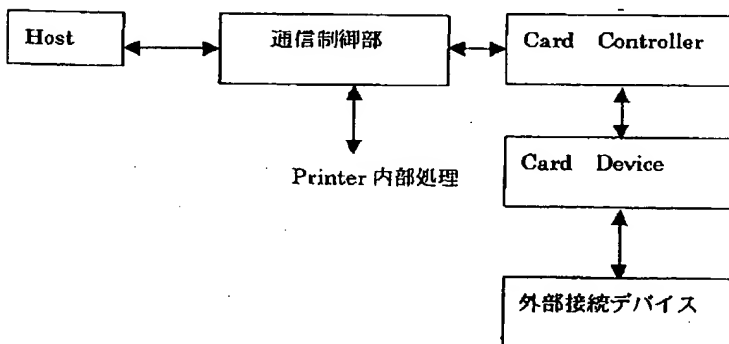 Host
通信制御部
Card Controller
Printer 内部処理
Card Device
外部接続デバイス